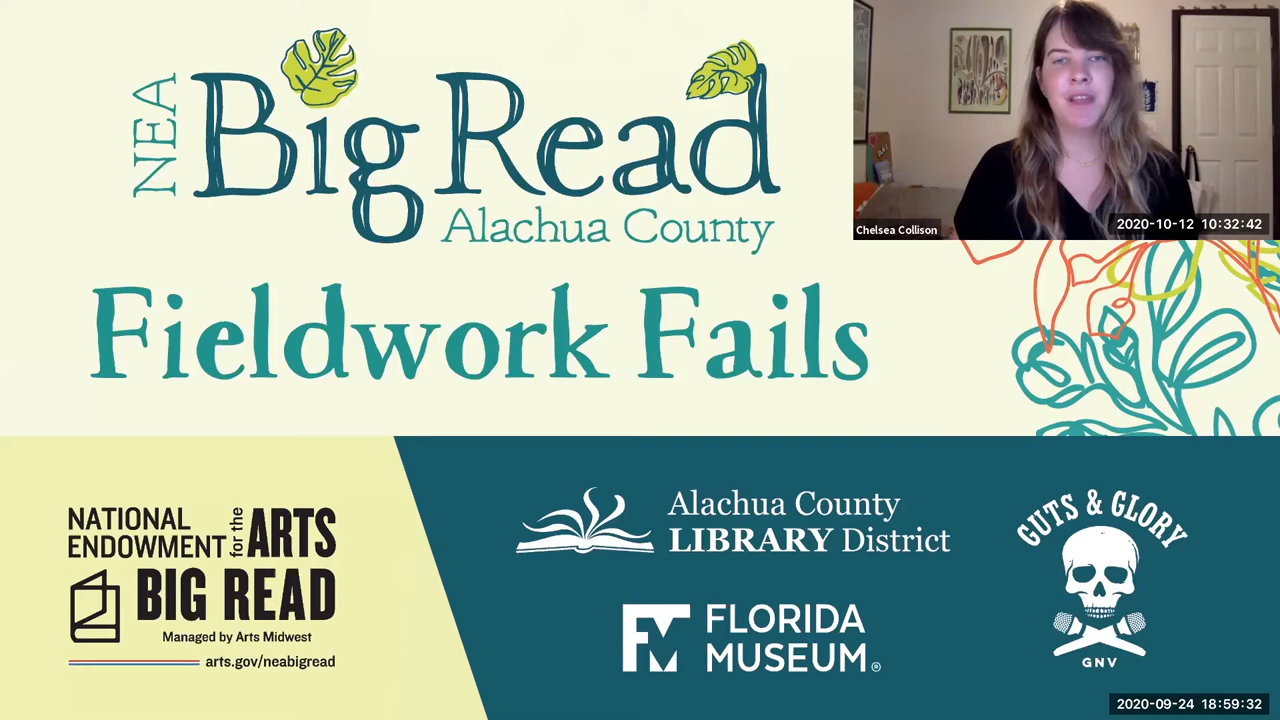 NEA
Big Read
Alachua County
Fieldwork Fails
Chelsea Collison
2020-10-12 10:32:42
NATIONAL
ENDOWMENT for the ARTS
BIG READ
Managed by Arts Midwest
arts.gov/neabigread
Alachua County
LIBRARY District
FLORIDA
MUSEUM®
GUTS & GLORY
GNV
2020-09-24 18:59:32